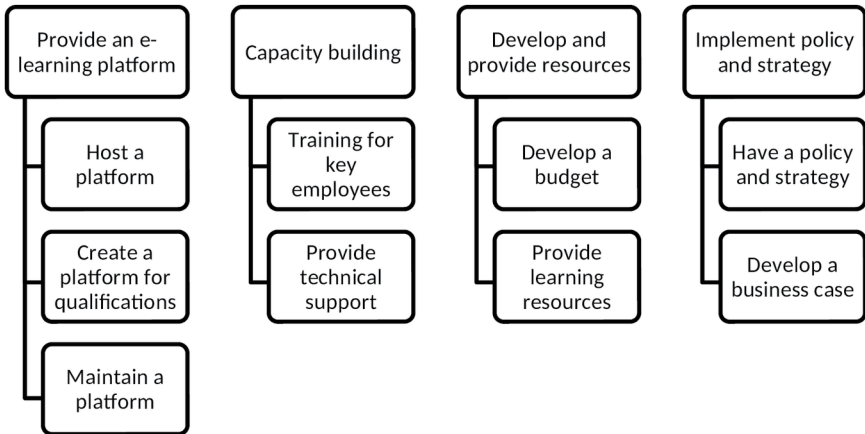 Provide an e-
learning platform
Host a
platform
Create a
platform for
qualifications
Maintain a
platform
Capacity building
Training for
key
employees
Provide
technical
support
Develop and
provide resources
Develop a
budget
Provide
learning
resources
Implement policy
and strategy
Have a policy
and strategy
Develop a
business case